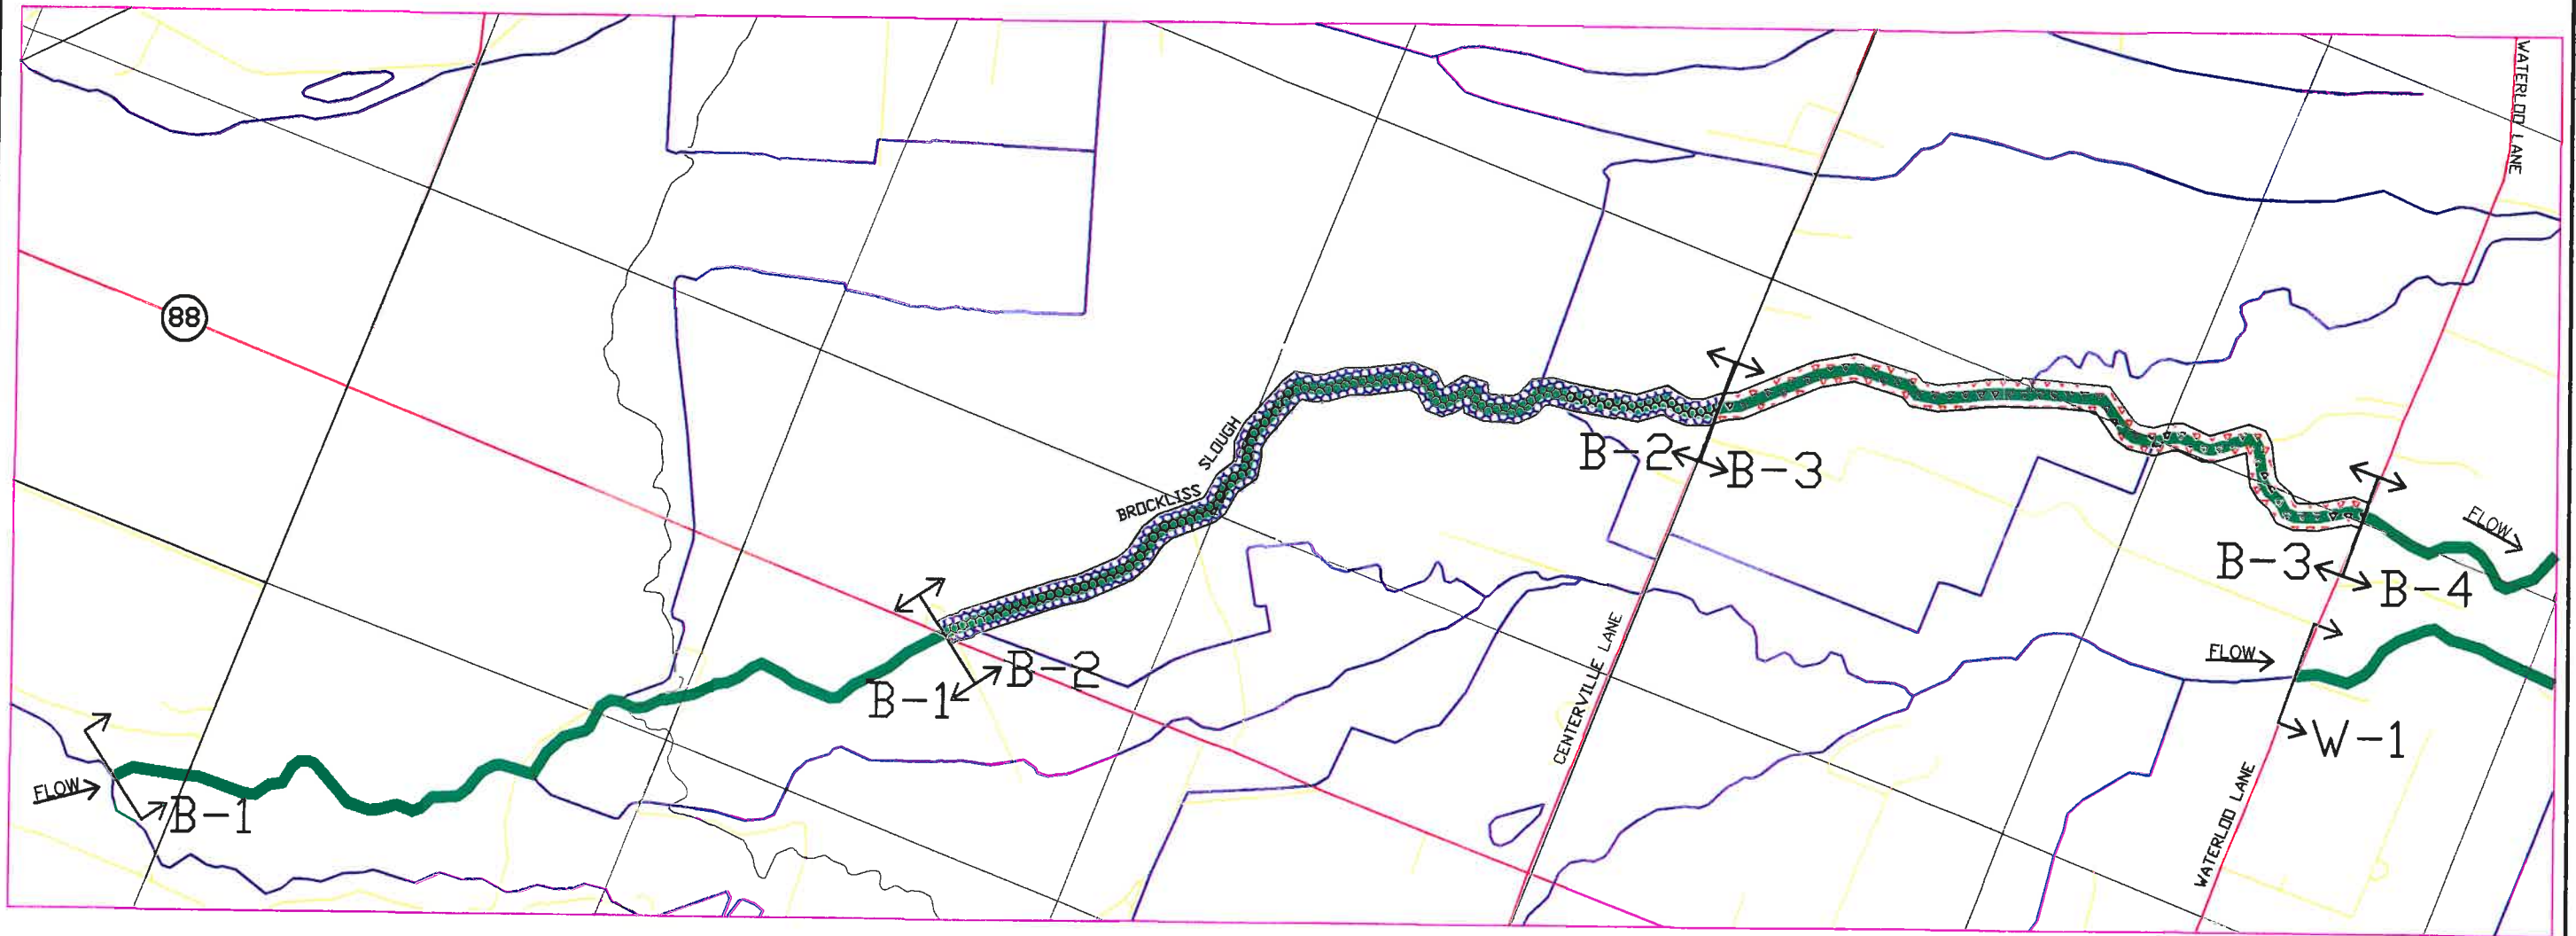 WATERLOO LANE
88
SLOUGH
BROCKLISS
B-2
B-3
FLOW
B-3
B-4
CENTERVILLE LANE
FLOW
B-1
B-2
W-1
FLOW
B-1
WATERLOO LANE